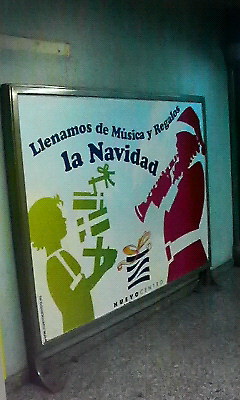 Llenamos de Música y Regalos
la Navidad
NUEVOCENTRO